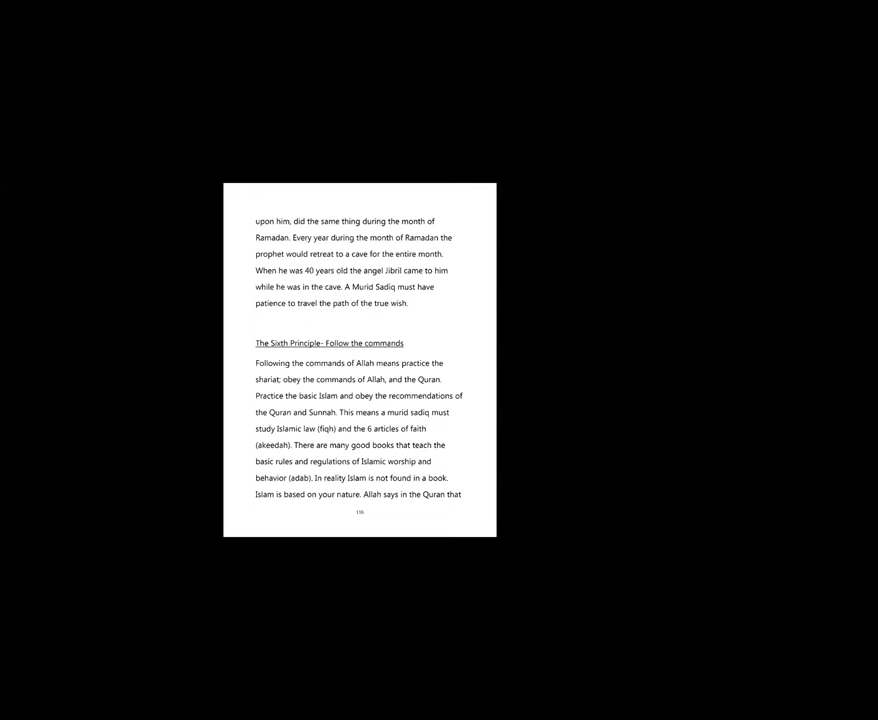 upon him, did the same thing during the month of
Ramadan. Every year during the month of Ramadan the
prophet would retreat to a cave for the entire month.
When he was 40 years old the angel Jibril came to him
while he was in the cave. A Murid Sadiq must have
patience to travel the path of the true wish.
The Sixth Principle- Follow the commands
Following the commands of Allah means practice the
shariat; obey the commands of Allah, and the Quran.
Practice the basic Islam and obey the recommendations of
the Quran and Sunnah. This means a murid sadiq must
study Islamic law (fiqh) and the 6 articles of faith
(akeedah). There are many good books that teach the
basic rules and regulations of Islamic worship and
behavior (adab). In reality Islam is not found in a book.
Islam is based on your nature. Allah says in the Quran that
116